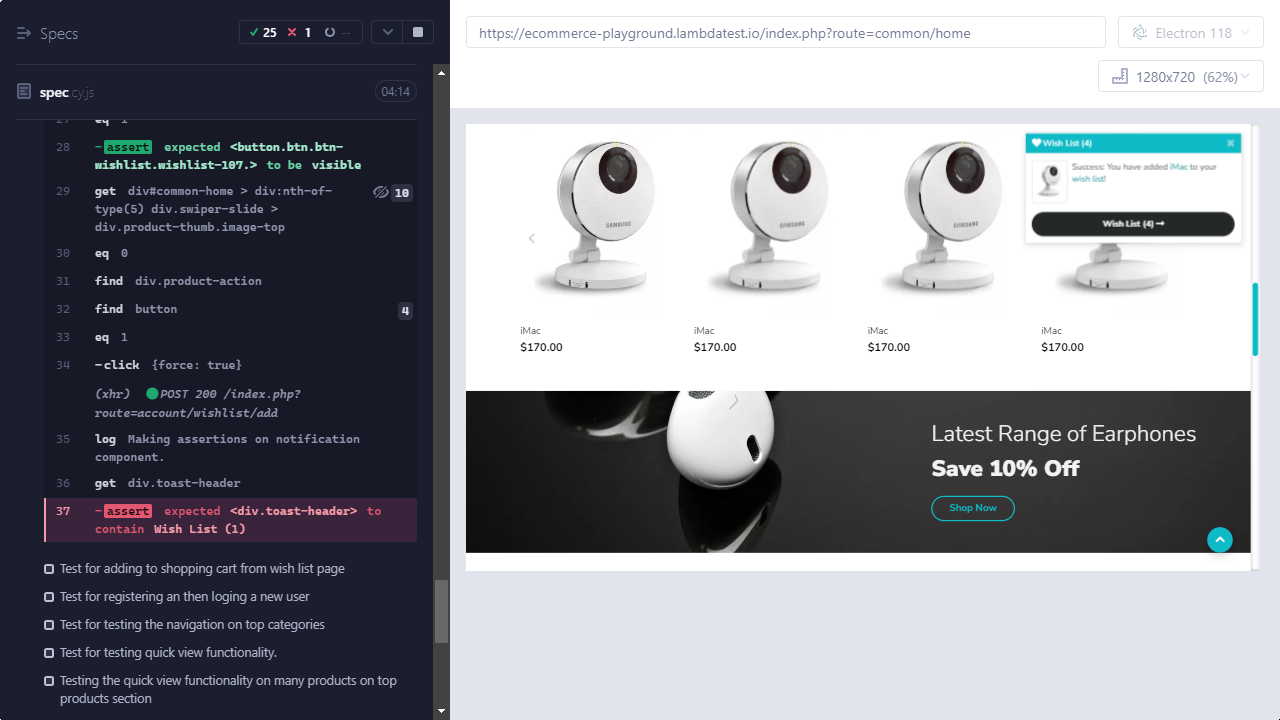 Specs
25
1
--
spec.cy.js
04:14
27
eq 1
28
-assert expected <button.btn.btn-
wishlist.wishlist-107.> to be visible
29
get div#common-home > div:nth-of-
type(5) div.swiper-slide >
div.product-thumb.image-top
10
30
eq 0
31
find div.product-action
32
find button
4
33
eq 1
34
-click {force: true}
(xhr) POST 200 /index.php?
route=account/wishlist/add
35
log Making assertions on notification
component.
36
get div.toast-header
37
-assert expected <div.toast-header> to
contain Wish List (1)
Test for adding to shopping cart from wish list page
Test for registering an then loging a new user
Test for testing the navigation on top categories
Test for testing quick view functionality.
Testing the quick view functionality on many products on top
products section
https://ecommerce-playground.lambdatest.io/index.php?route=common/home
Electron 118
1280x720 (62%)
SAMSUNG
SAMSUNG
SAMSUNG
Wish List (4)
×
Success: You have added iMac to your
wish list!
Wish List (4)
iMac
$170.00
iMac
$170.00
iMac
$170.00
iMac
$170.00
Latest Range of Earphones
Save 10% Off
Shop Now